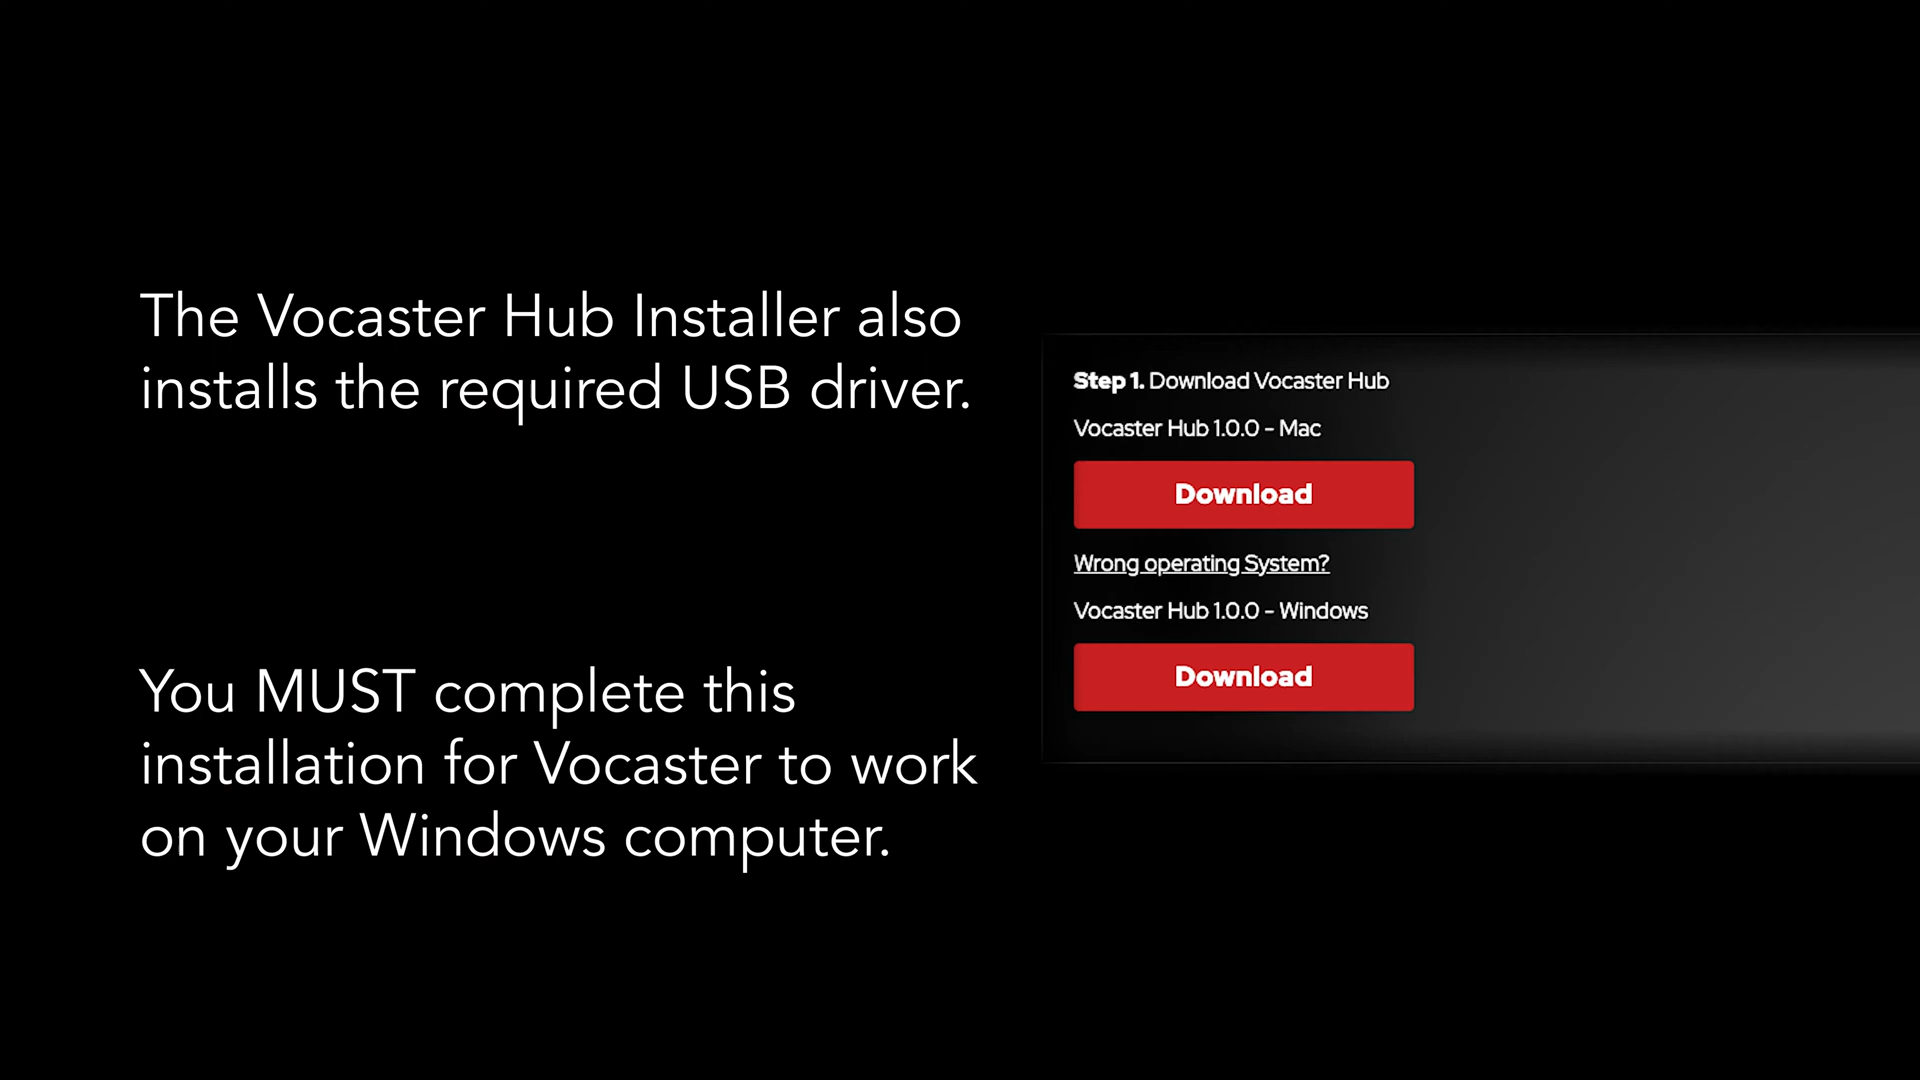 The Vocaster Hub Installer also
installs the required USB driver.
You MUST complete this
installation for Vocaster to work
on your Windows computer.
Step 1. Download Vocaster Hub
Vocaster Hub 1.0.0 - Mac
Download
Wrong operating System?
Vocaster Hub 1.0.0 - Windows
Download